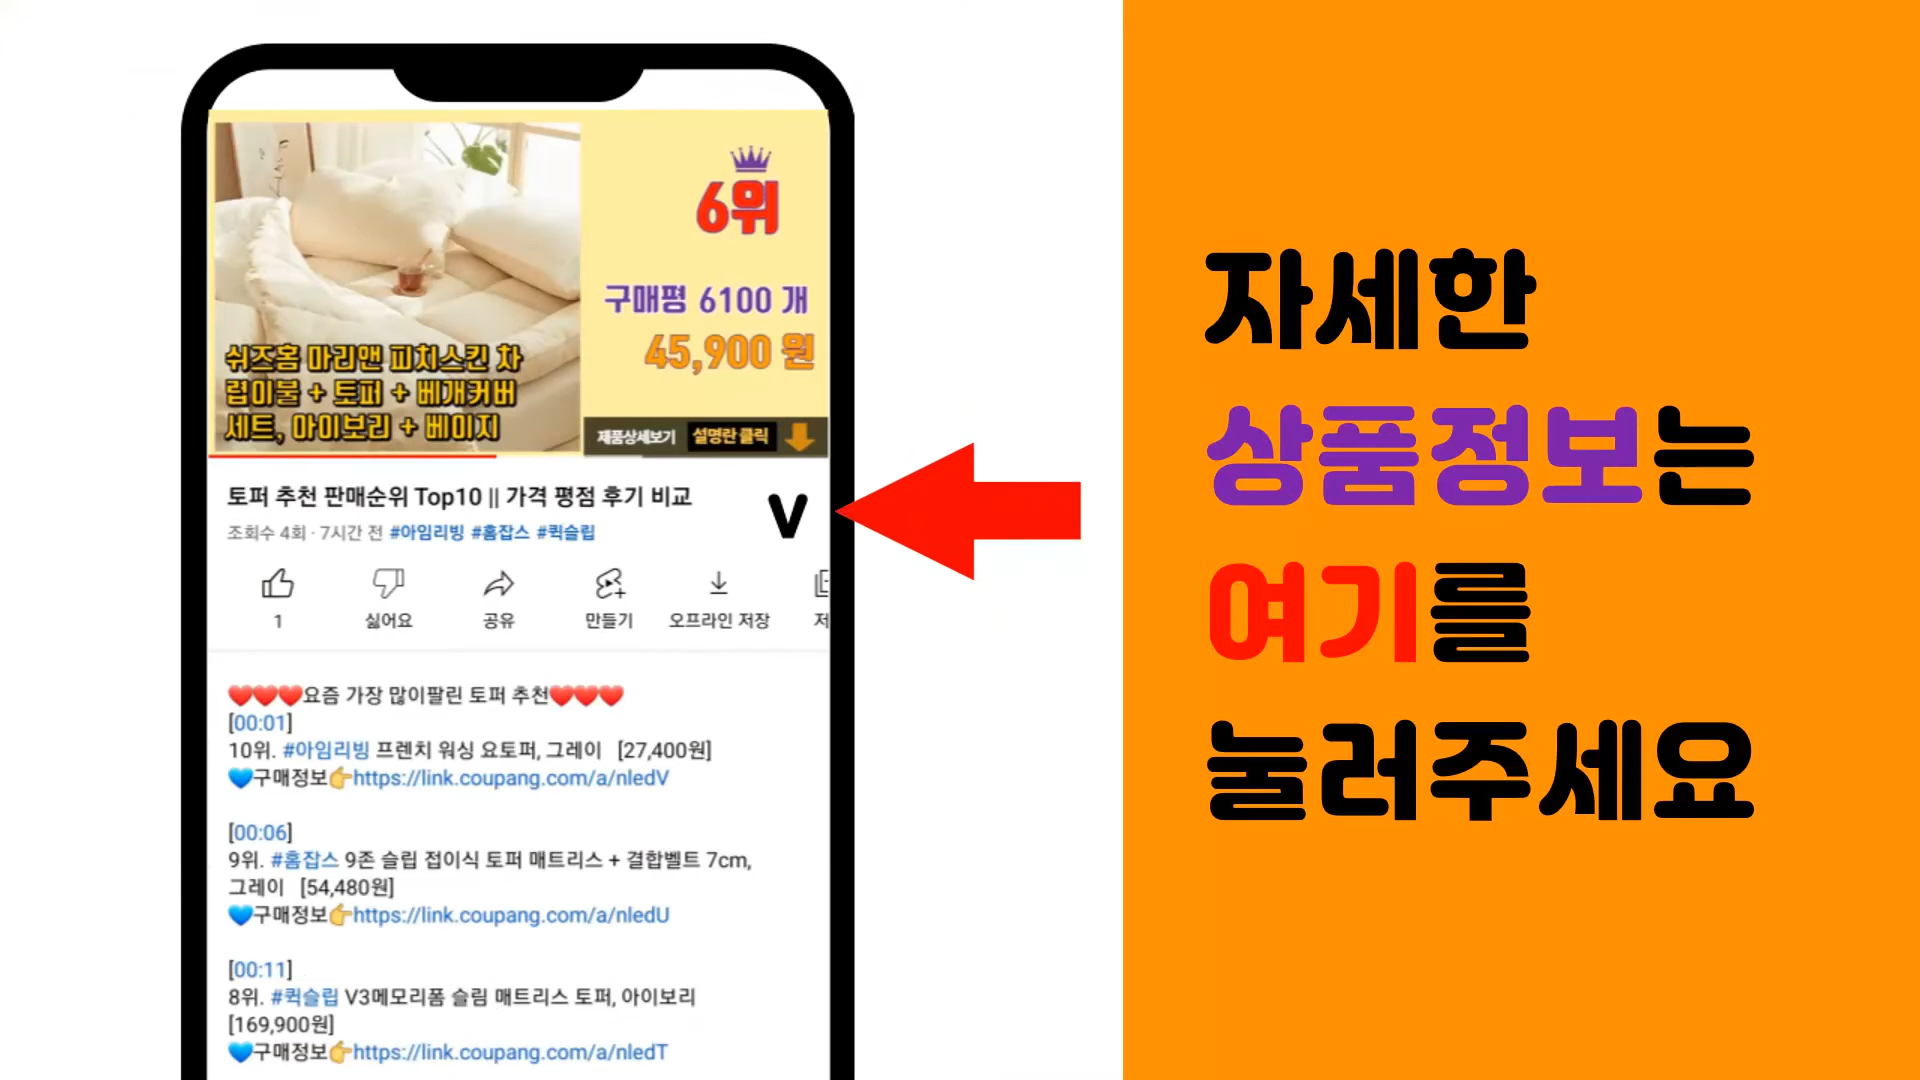 6위
구매평 6100 개
45,900 원
쉬즈홈 마리앤 피치스킨 차
렵이불 + 토퍼 + 베개커버
세트, 아이보리 + 베이지
제품상세보기 설명란 클릭
토퍼 추천 판매순위 Top10 || 가격 평점 후기 비교
V
조회수 4회 · 7시간 전 #아임리빙 #홈잡스 #퀵슬립
1 싫어요 공유 만들기 오프라인 저장 저
❤️❤️❤️요즘 가장 많이팔린 토퍼 추천❤️❤️❤️
[00:01]
10위. #아임리빙 프렌치 워싱 요토퍼, 그레이 [27,400원]
💙구매정보👉https://link.coupang.com/a/nledV
[00:06]
9위. #홈잡스 9존 슬립 접이식 토퍼 매트리스 + 결합벨트 7cm,
그레이 [54,480원]
💙구매정보👉https://link.coupang.com/a/nledU
[00:11]
8위. #퀵슬립 V3메모리폼 슬림 매트리스 토퍼, 아이보리
[169,900원]
💙구매정보👉https://link.coupang.com/a/nledT
자세한
상품정보는
여기를
눌러주세요